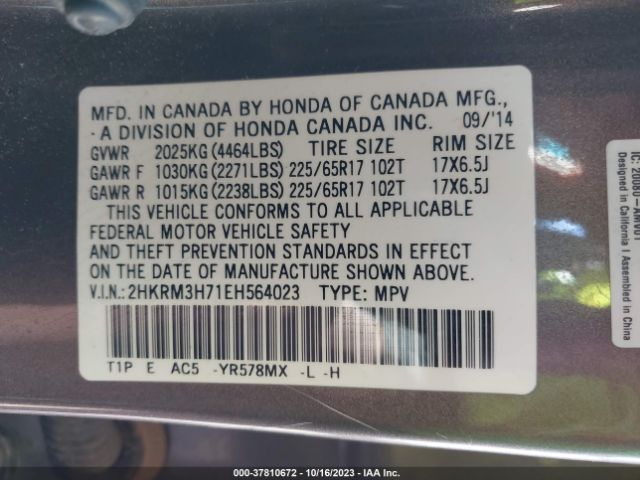 MFD. IN CANADA BY HONDA OF CANADA MFG.,
- A DIVISION OF HONDA CANADA INC. 09/'14
GVWR 2025KG (4464LBS) TIRE SIZE RIM SIZE
GAWR F 1030KG (2271LBS) 225/65R17 102T 17X6.5J
GAWR R 1015KG (2238LBS) 225/65R17 102T 17X6.5J
THIS VEHICLE CONFORMS TO ALL APPLICABLE
FEDERAL MOTOR VEHICLE SAFETY
AND THEFT PREVENTION STANDARDS IN EFFECT
ON THE DATE OF MANUFACTURE SHOWN ABOVE.
V.I.N.:2HKRM3H71EH564023 TYPE: MPV
T1P E AC5 -YR578MX -L -H
IC: 20080-AMV01
Designed in California I Assembled in China
000-37810672 - 10/16/2023 - IAA Inc.